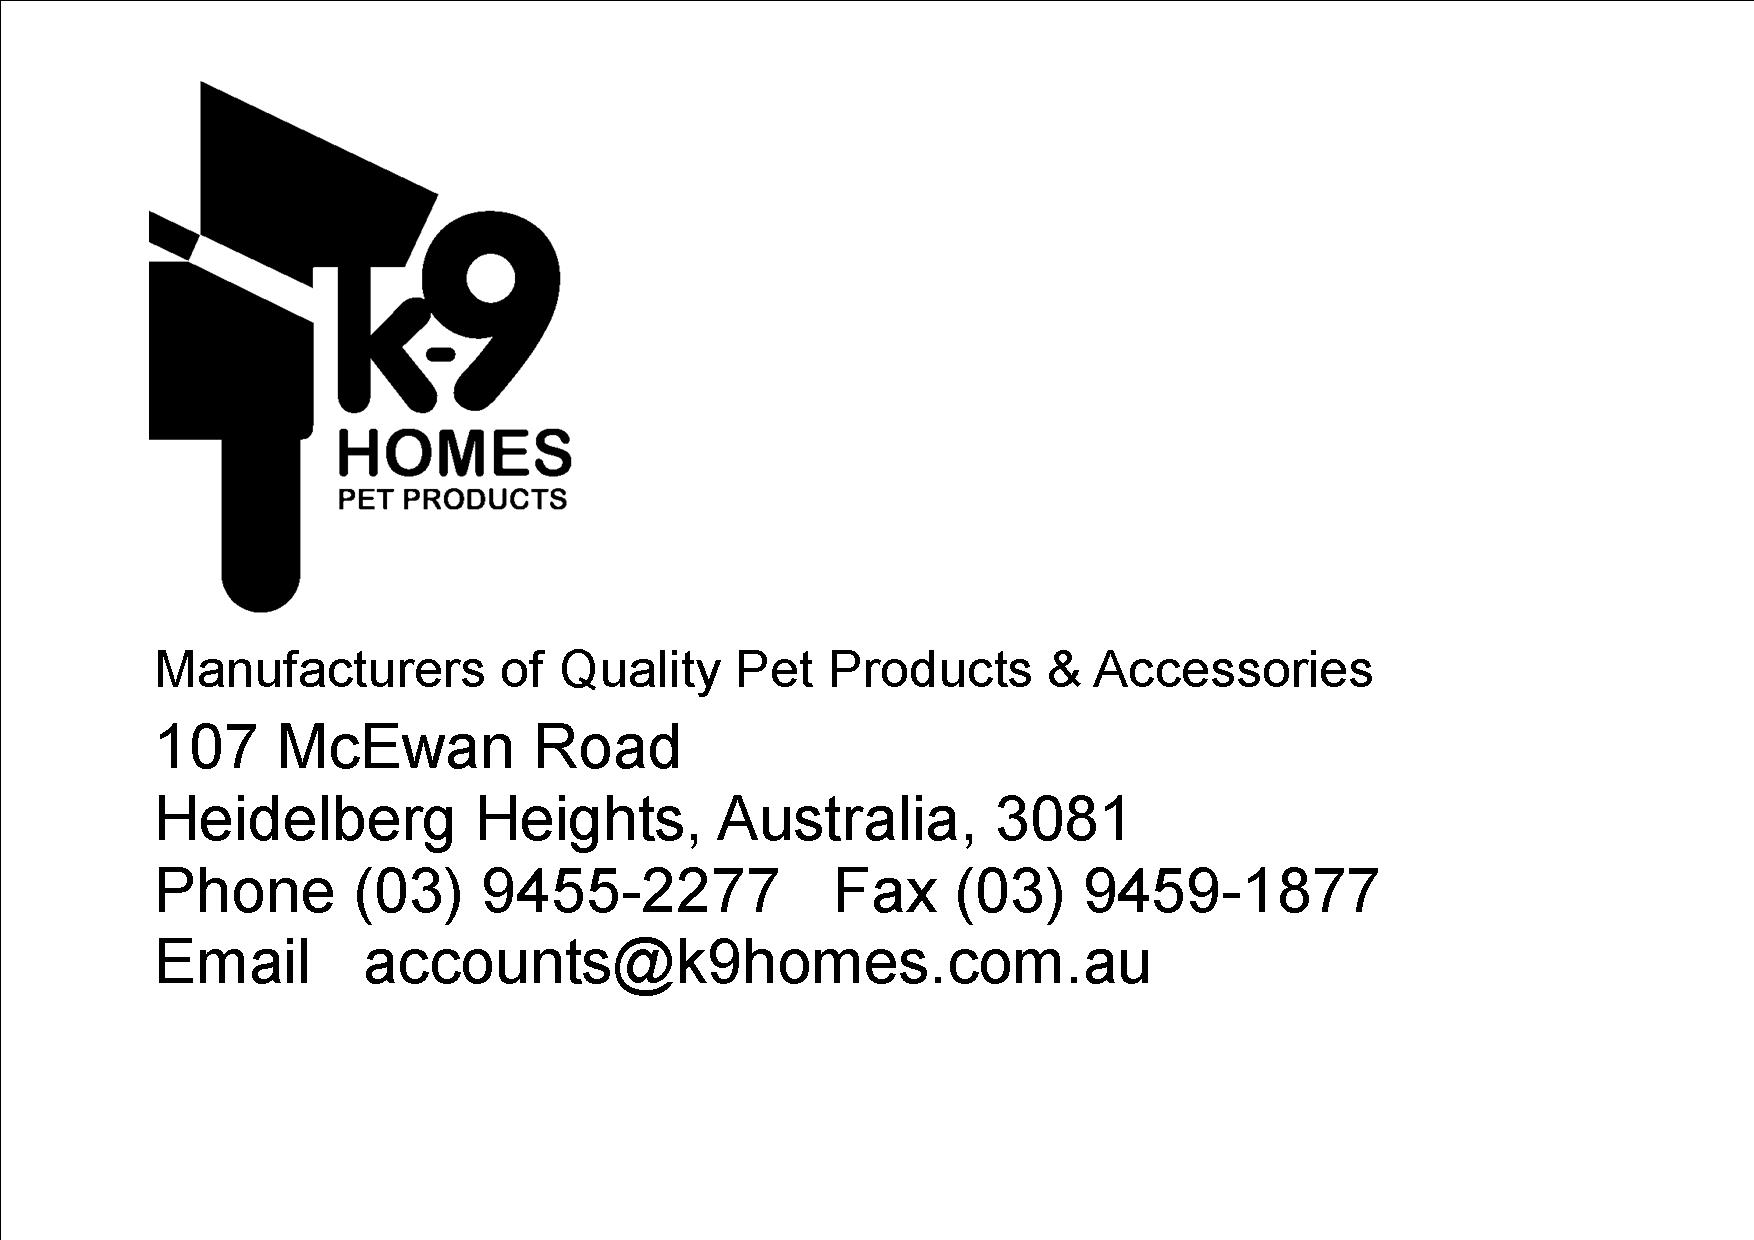 k-9
HOMES
PET PRODUCTS
Manufacturers of Quality Pet Products & Accessories
107 McEwan Road
Heidelberg Heights, Australia, 3081
Phone (03) 9455-2277 Fax (03) 9459-1877
Email accounts@k9homes.com.au